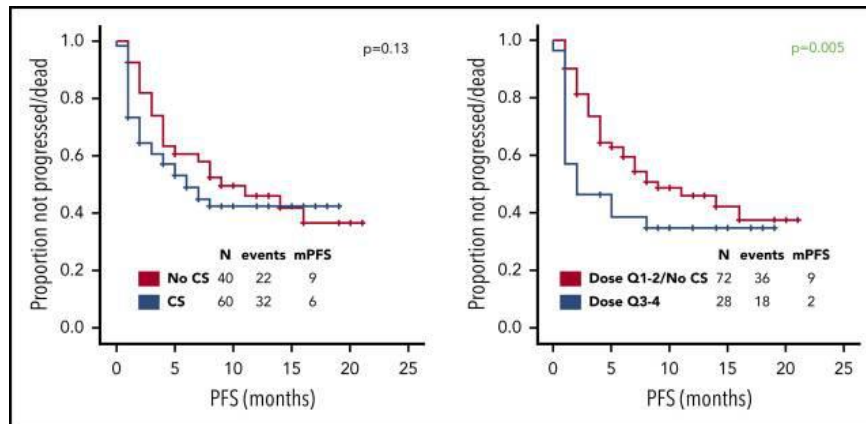 p=0.13
Proportion not progressed/dead
1.0
0.8
0.6
0.4
0.2
0.0
N events mPFS
No CS 40 22 9
CS 60 32 6
0 5 10 15 20 25
PFS (months)
p=0.005
Proportion not progressed/dead
1.0
0.8
0.6
0.4
0.2
0.0
N events mPFS
Dose Q1-2/No CS 72 36 9
Dose Q3-4 28 18 2
0 5 10 15 20 25
PFS (months)